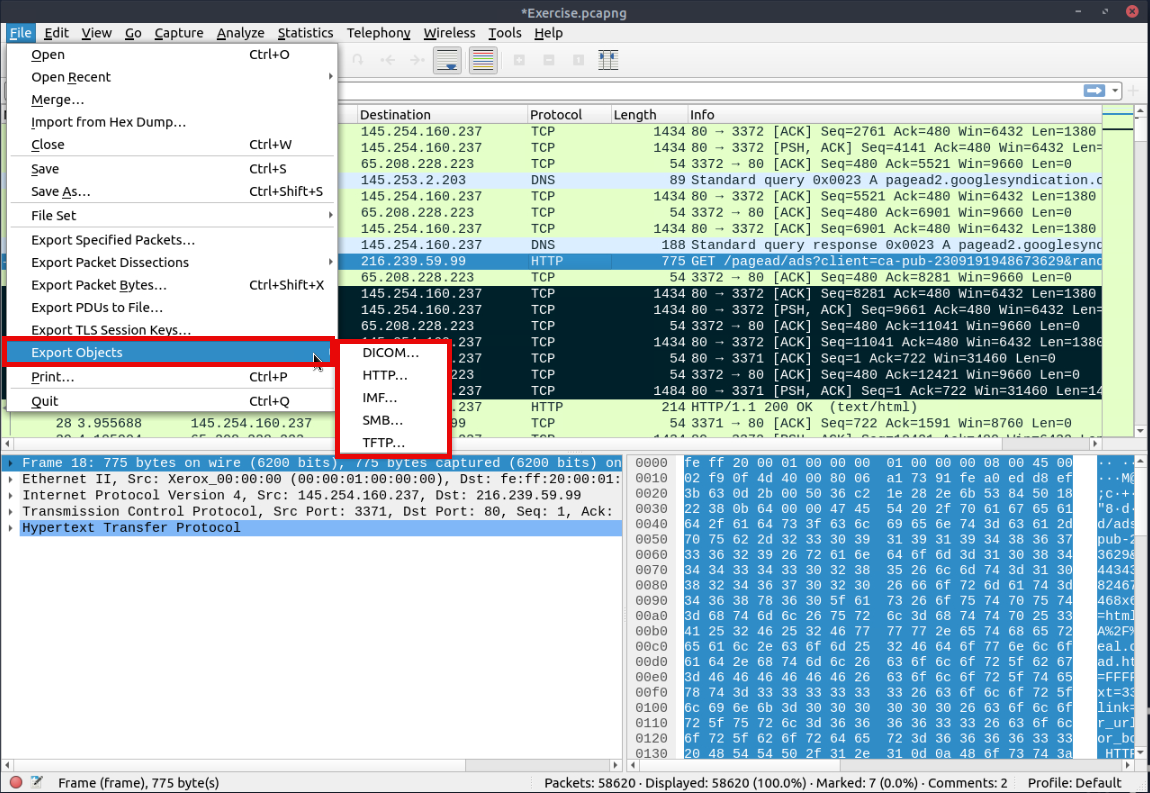 *Exercise.pcapng
File Edit View Go Capture Analyze Statistics Telephony Wireless Tools Help
Open Ctrl+O
Open Recent
Merge…
Import from Hex Dump…
Close Ctrl+W
Save Ctrl+S
Save As… Ctrl+Shift+S
File Set
Export Specified Packets…
Export Packet Dissections
Export Packet Bytes… Ctrl+Shift+X
Export PDUs to File…
Export TLS Session Keys…
Export Objects
Print… Ctrl+P
Quit Ctrl+Q
DICOM…
HTTP…
IMF…
SMB…
TFTP…
Destination Protocol Length Info
145.254.160.237 TCP 1434 80 → 3372 [ACK] Seq=2761 Ack=480 Win=6432 Len=1380
145.254.160.237 TCP 1434 80 → 3372 [PSH, ACK] Seq=4141 Ack=480 Win=6432 Len=
65.208.228.223 TCP 54 3372 → 80 [ACK] Seq=480 Ack=5521 Win=9660 Len=0
145.253.2.203 DNS 89 Standard query 0x0023 A pagead2.googlesyndication.c
145.254.160.237 TCP 1434 80 → 3372 [ACK] Seq=5521 Ack=480 Win=6432 Len=1380
65.208.228.223 TCP 54 3372 → 80 [ACK] Seq=480 Ack=6901 Win=9660 Len=0
145.254.160.237 TCP 1434 80 → 3372 [ACK] Seq=6901 Ack=480 Win=6432 Len=1380
145.254.160.237 DNS 188 Standard query response 0x0023 A pagead2.googlesynd
216.239.59.99 HTTP 775 GET /pagead/ads?client=ca-pub-2309191948673629&rand
65.208.228.223 TCP 54 3372 → 80 [ACK] Seq=480 Ack=8281 Win=9660 Len=0
145.254.160.237 TCP 1434 80 → 3372 [ACK] Seq=8281 Ack=480 Win=6432 Len=1380
145.254.160.237 TCP 1434 80 → 3372 [PSH, ACK] Seq=9661 Ack=480 Win=6432 Len=
65.208.228.223 TCP 54 3372 → 80 [ACK] Seq=480 Ack=11041 Win=9660 Len=0
TCP 1434 80 → 3372 [ACK] Seq=11041 Ack=480 Win=6432 Len=1380
TCP 54 80 → 3371 [ACK] Seq=1 Ack=722 Win=31460 Len=0
TCP 54 3372 → 80 [ACK] Seq=480 Ack=12421 Win=9660 Len=0
TCP 1484 80 → 3371 [PSH, ACK] Seq=1 Ack=722 Win=31460 Len=14
.237 HTTP 214 HTTP/1.1 200 OK (text/html)
28 3.955688 145.254.160.237 99 TCP 54 3371 → 80 [ACK] Seq=722 Ack=1591 Win=8760 Len=0
Frame 18: 775 bytes on wire (6200 bits), 775 bytes captured (6200 bits) on
Ethernet II, Src: Xerox_00:00:00 (00:00:01:00:00:00), Dst: fe:ff:20:00:01:
Internet Protocol Version 4, Src: 145.254.160.237, Dst: 216.239.59.99
Transmission Control Protocol, Src Port: 3371, Dst Port: 80, Seq: 1, Ack:
Hypertext Transfer Protocol
0000 fe ff 20 00 01 00 00 00 01 00 00 00 08 00 45 00 ·· ··
0010 02 f9 0f 4d 40 00 80 06 a1 73 91 fe a0 ed d8 ef ···M@
0020 3b 63 0d 2b 00 50 36 c2 1e 28 2e 6b 53 84 50 18 ;c·+·
0030 22 38 0b 64 00 00 47 45 54 20 2f 70 61 67 65 61 "8·d·
0040 64 2f 61 64 73 3f 63 6c 69 65 6e 74 3d 63 61 2d d/ads
0050 70 75 62 2d 32 33 30 39 31 39 31 39 34 38 36 37 pub-2
0060 33 36 32 39 26 72 61 6e 64 6f 6d 3d 31 30 38 34 3629&
0070 34 34 33 34 33 30 32 38 35 26 6c 6d 74 3d 31 30 44343
0080 38 32 34 36 37 30 32 30 26 66 6f 72 6d 61 74 3d 82467
0090 34 36 38 78 36 30 5f 61 73 26 6f 75 74 70 75 74 468x6
00a0 3d 68 74 6d 6c 26 75 72 6c 3d 68 74 74 70 25 33 =html
00b0 41 25 32 46 25 32 46 77 77 77 2e 65 74 68 65 72 A%2F%
00c0 65 61 6c 2e 63 6f 6d 25 32 46 64 6f 77 6e 6c 6f eal.c
00d0 61 64 2e 68 74 6d 6c 26 63 6f 6c 6f 72 5f 62 67 ad.ht
00e0 3d 46 46 46 46 46 46 26 63 6f 6c 6f 72 5f 74 65 =FFFF
00f0 78 74 3d 33 33 33 33 33 33 26 63 6f 6c 6f 72 5f xt=33
0100 6c 69 6e 6b 3d 30 30 30 30 30 30 26 63 6f 6c 6f link=
0110 72 5f 75 72 6c 3d 36 36 36 36 33 33 26 63 6f 6c r_url
0120 6f 72 5f 62 6f 72 64 65 72 3d 36 36 36 36 33 33 or_bo
0130 20 48 54 54 50 2f 31 2e 31 0d 0a 48 6f 73 74 3a HTTP
Frame (frame), 775 byte(s) Packets: 58620 · Displayed: 58620 (100.0%) · Marked: 7 (0.0%) · Comments: 2 Profile: Default